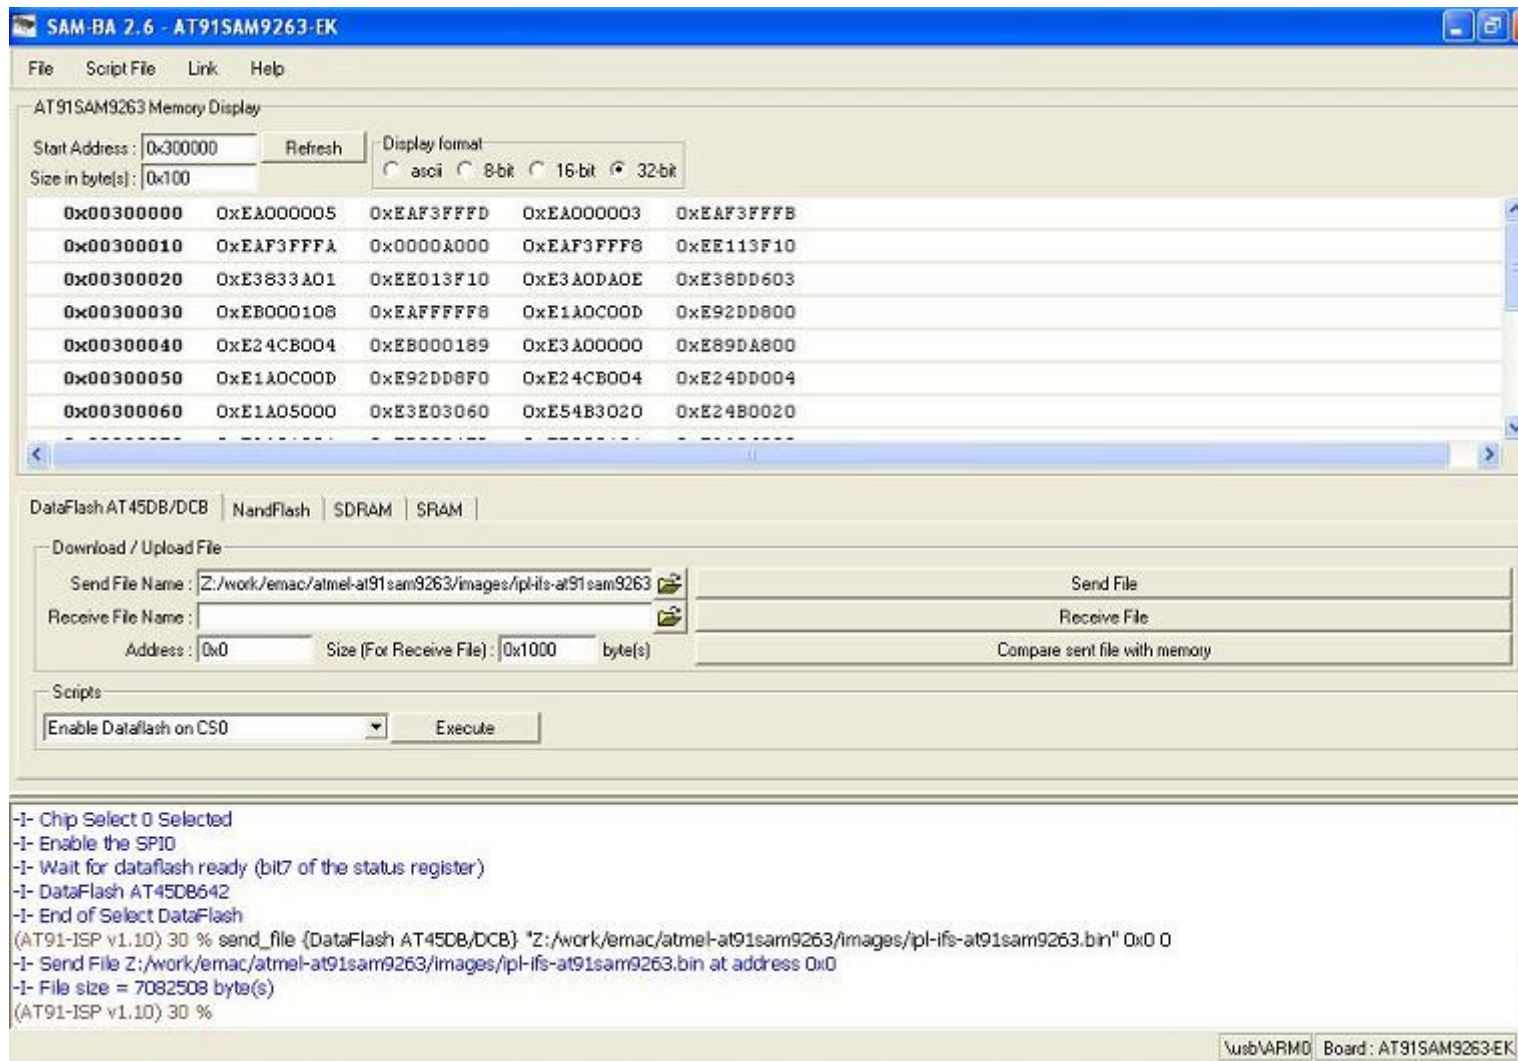 SAM-BA 2.6 - AT91SAM9263-EK
File Script File Link Help
AT91SAM9263 Memory Display
Start Address : 0x300000 Refresh
Size in byte(s) : 0x100
Display format
ascii 8-bit 16-bit 32-bit
0x00300000 0xEA000005 0xEAF3FFFD 0xEA000003 0xEAF3FFFB
0x00300010 0xEAF3FFFA 0x0000A000 0xEAF3FFF8 0xEE113F10
0x00300020 0xE3833A01 0xEE013F10 0xE3A0DA0E 0xE38DD603
0x00300030 0xEB000108 0xEAFFFFF8 0xE1A0C00D 0xE92DD800
0x00300040 0xE24CB004 0xEB000189 0xE3A00000 0xE89DA800
0x00300050 0xE1A0C00D 0xE92DD8F0 0xE24CB004 0xE24DD004
0x00300060 0xE1A05000 0xE3E03060 0xE54B3020 0xE24B0020
DataFlash AT45DB/DCB NandFlash SDRAM SRAM
Download / Upload File
Send File Name : Z:/work/emac/atmel-at91sam9263/images/ipl-ifs-at91sam9263 Send File
Receive File Name : Receive File
Address : 0x0 Size (For Receive File) : 0x1000 byte(s) Compare sent file with memory
Scripts
Enable Dataflash on CS0 Execute
-I- Chip Select 0 Selected
-I- Enable the SPI0
-I- Wait for dataflash ready (bit7 of the status register)
-I- DataFlash AT45DB642
-I- End of Select DataFlash
(AT91-ISP v1.10) 30 % send_file {DataFlash AT45DB/DCB} "Z:/work/emac/atmel-at91sam9263/images/ipl-ifs-at91sam9263.bin" 0x0 0
-I- Send File Z:/work/emac/atmel-at91sam9263/images/ipl-ifs-at91sam9263.bin at address 0x0
-I- File size = 7082508 byte(s)
(AT91-ISP v1.10) 30 %
\usb\ARM0 Board : AT91SAM9263-EK